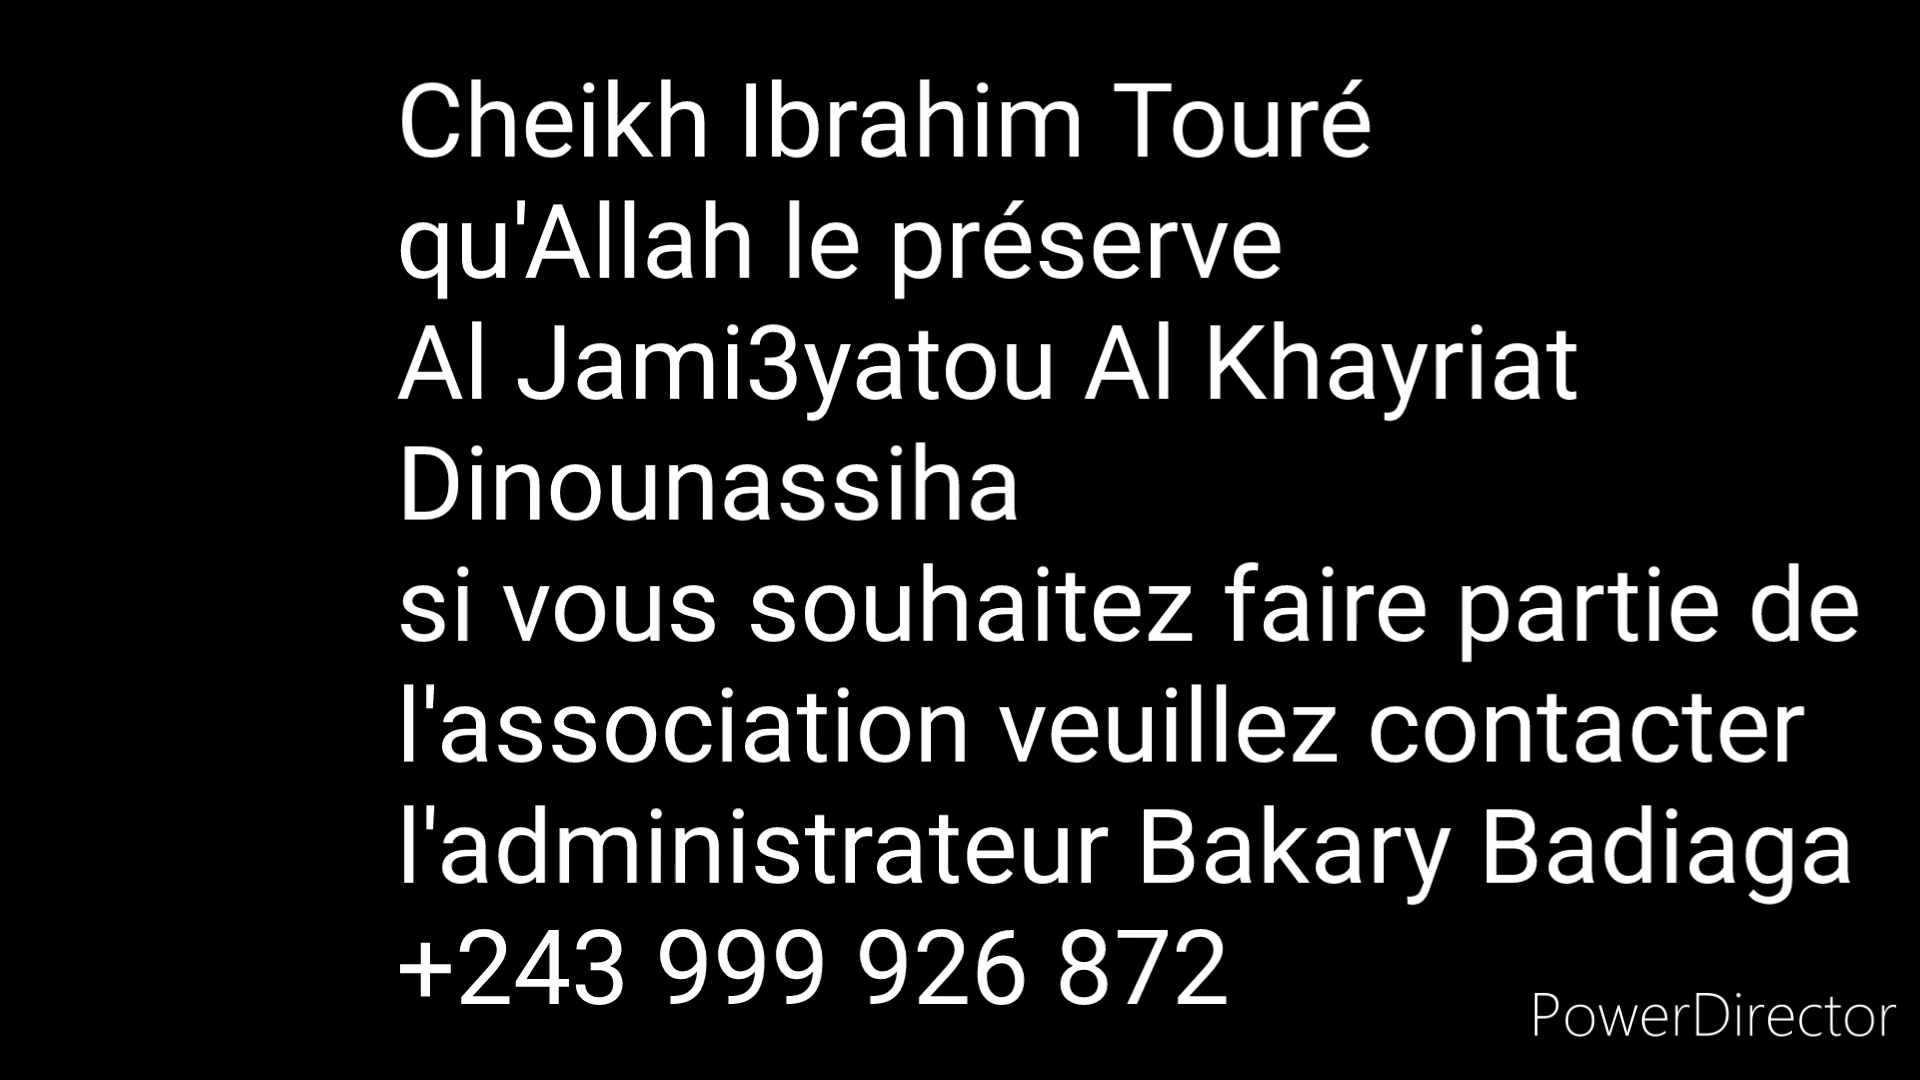 Cheikh Ibrahim Touré
qu'Allah le préserve
Al Jami3yatou Al Khayriat
Dinounassiha
si vous souhaitez faire partie de
l'association veuillez contacter
l'administrateur Bakary Badiaga
+243 999 926 872
PowerDirector